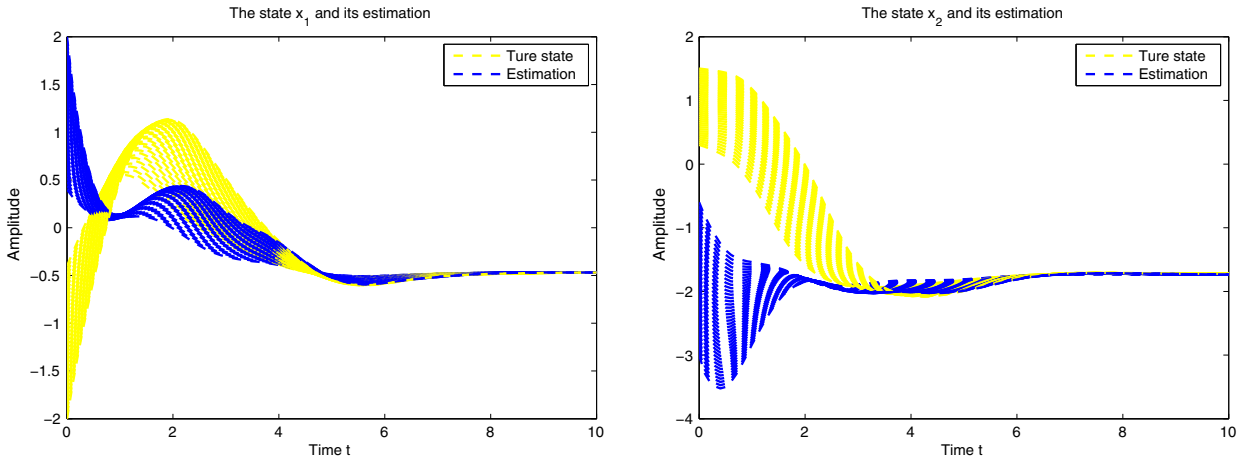 The state x1 and its estimation
2
1.5
1
0.5
0
−0.5
−1
−1.5
−2
Amplitude
Ture state
Estimation
0
2
4
6
8
10
Time t
The state x2 and its estimation
2
1
0
−1
−2
−3
−4
Amplitude
Ture state
Estimation
0
2
4
6
8
10
Time t